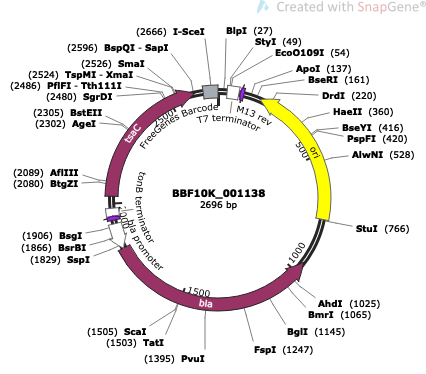 Created with SnapGene®
(2666) I-SceI
BlpI (27)
(2596) BspQI - SapI
StyI (49)
EcoO109I (54)
(2526) SmaI
ApoI (137)
(2524) TspMI - XmaI
BseRI (161)
(2486) PflFI - Tth111I
DrdI (220)
(2480) SgrDI
HaeII (360)
(2305) BstEII
BseYI (416)
(2302) AgeI
PspFI (420)
AlwNI (528)
(2089) AflIII
(2080) BtgZI
StuI (766)
(1906) BsgI
(1866) BsrBI
(1829) SspI
AhdI (1025)
BmrI (1065)
(1505) ScaI
(1503) TatI
BglI (1145)
(1395) PvuI
FspI (1247)
FreeGenes Barcode
T7 terminator
M13 rev
tsaC
ori
tonB terminator
bla promoter
bla
500
1000
1500
2000
2500
BBF10K_001138
2696 bp